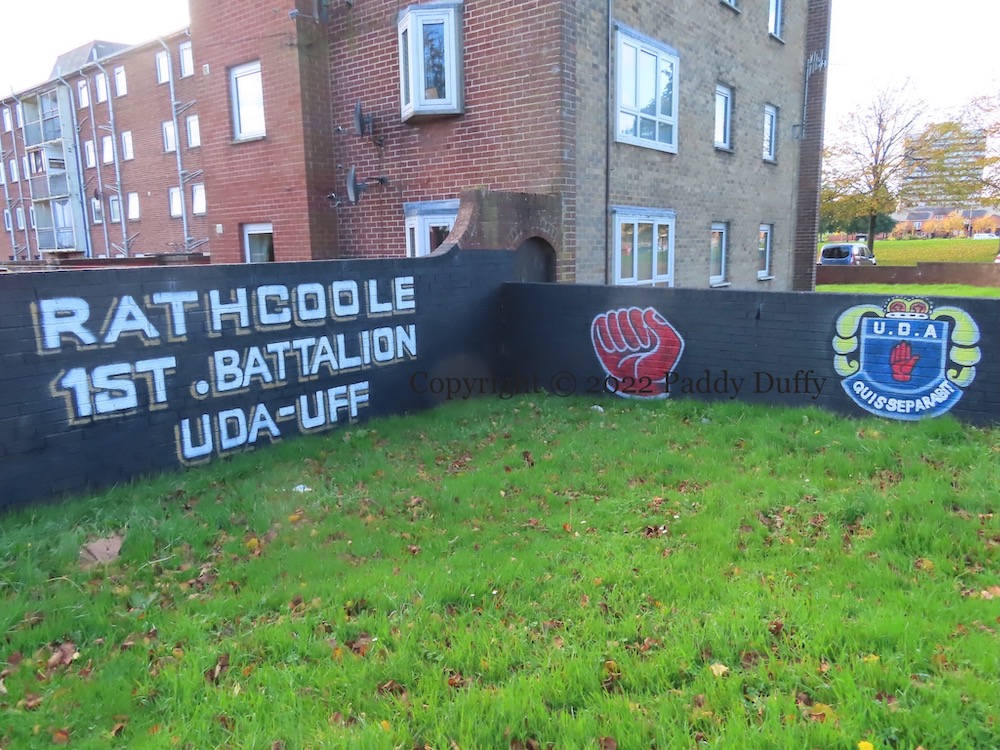 RATHCOOLE
1ST . BATTALION
UDA-UFF
U.D.A
QUIS SEPARABIT
Copyright © 2022 Paddy Duffy